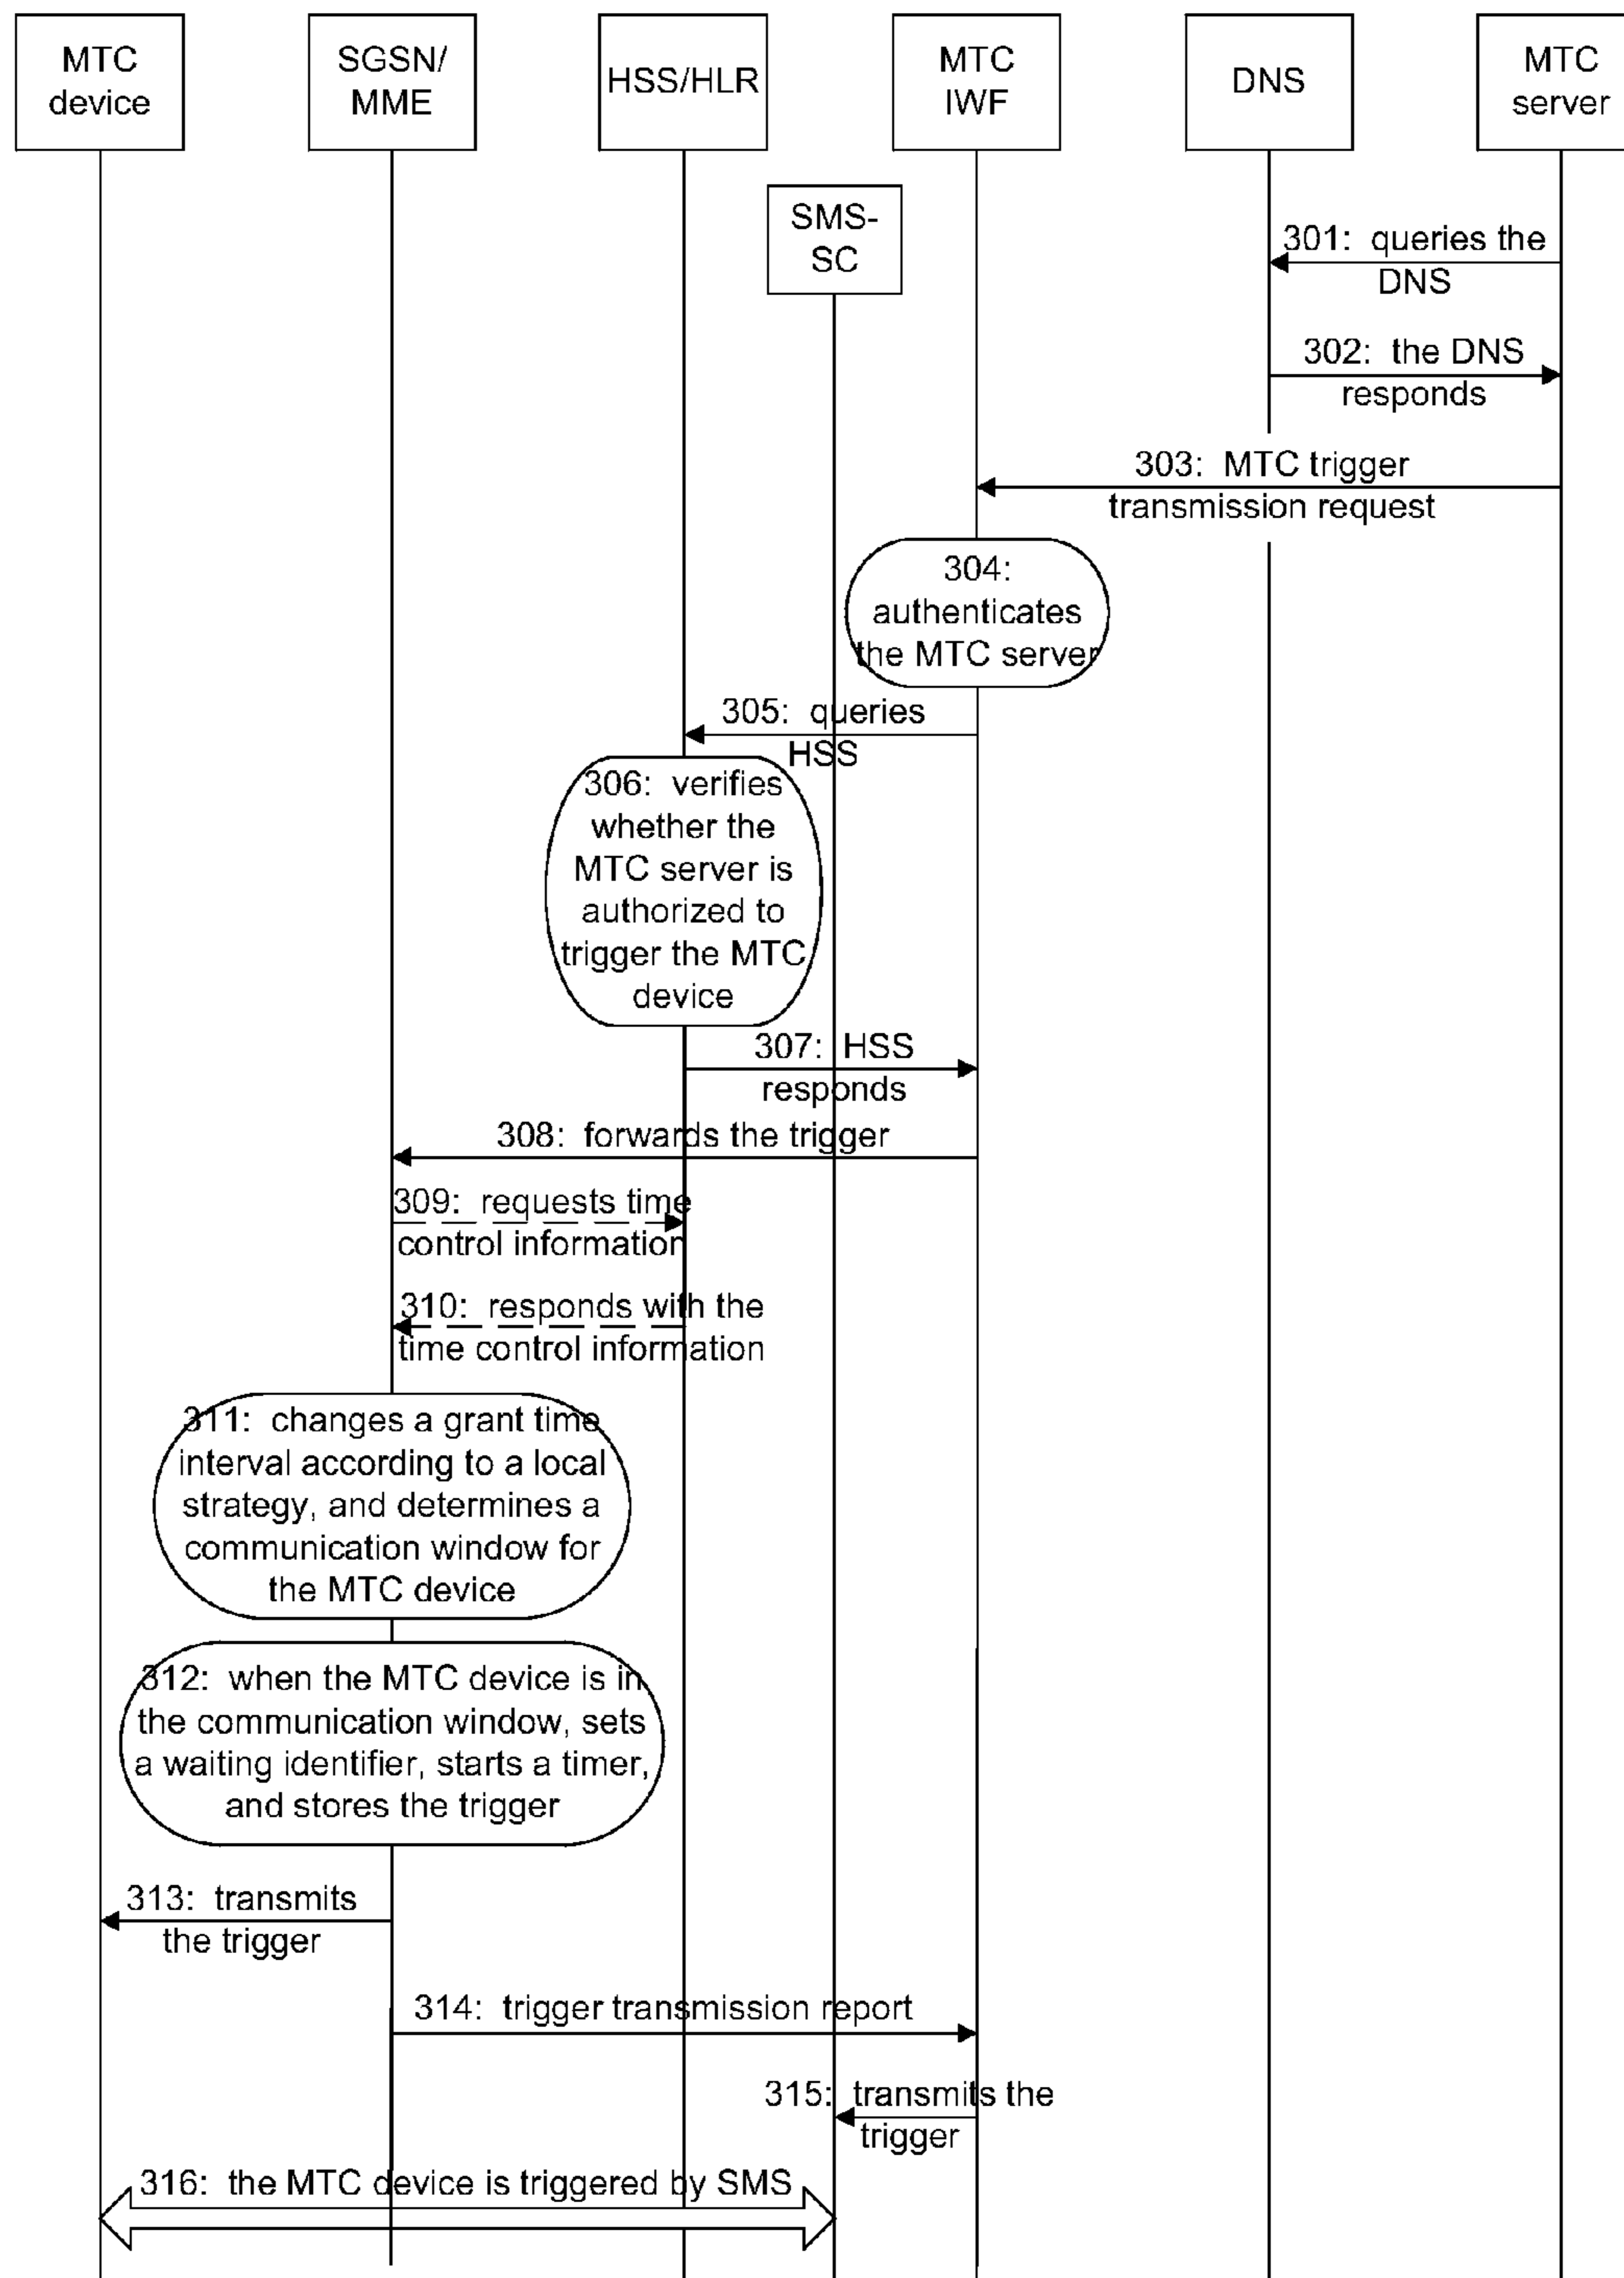 MTC
device
SGSN/
MME
HSS/HLR
MTC
IWF
DNS
MTC
server
SMS-
SC
301: queries the
DNS
302: the DNS
responds
303: MTC trigger
transmission request
304:
authenticates
the MTC server
305: queries
HSS
306: verifies
whether the
MTC server is
authorized to
trigger the MTC
device
307: HSS
responds
308: forwards the trigger
309: requests time
control information
310: responds with the
time control information
311: changes a grant time
interval according to a local
strategy, and determines a
communication window for
the MTC device
312: when the MTC device is in
the communication window, sets
a waiting identifier, starts a timer,
and stores the trigger
313: transmits
the trigger
314: trigger transmission report
315: transmits the
trigger
316: the MTC device is triggered by SMS